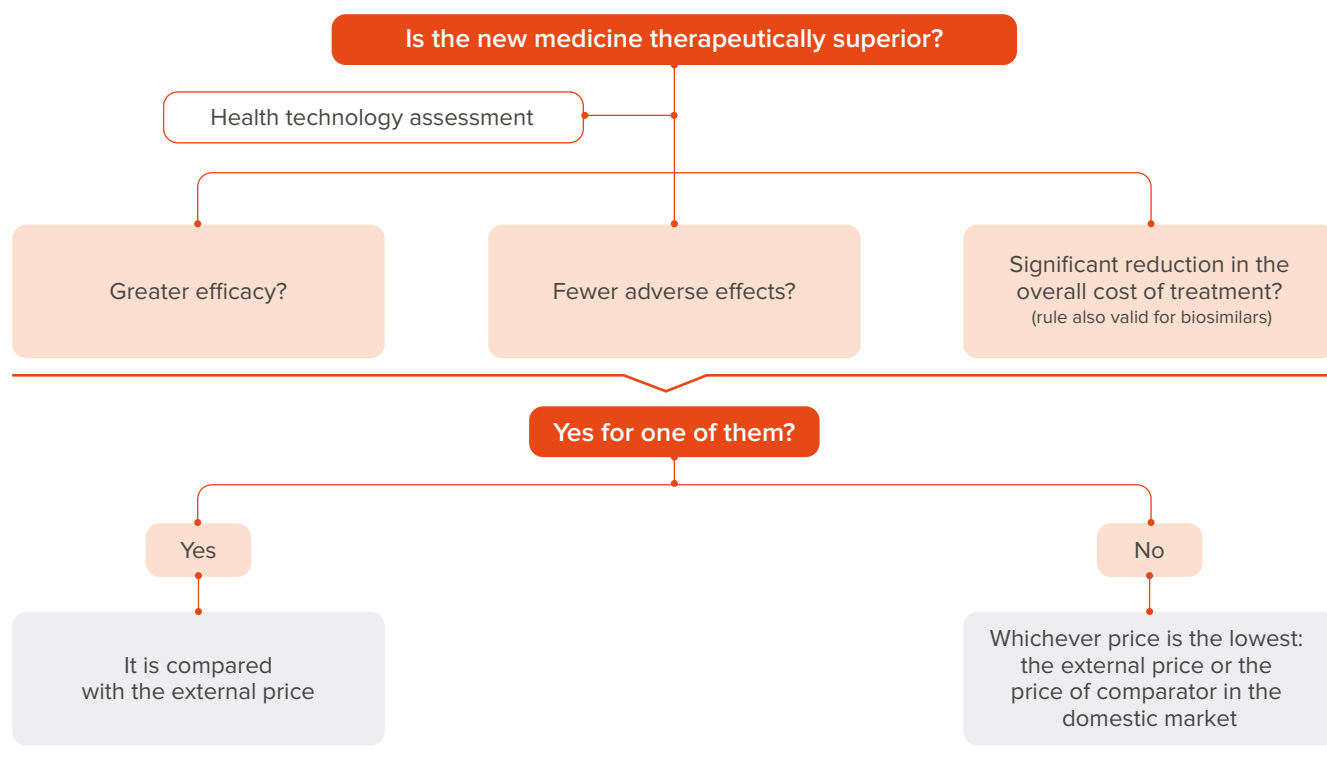 Is the new medicine therapeutically superior?
Health technology assessment
Greater efficacy?
Fewer adverse effects?
Significant reduction in the
overall cost of treatment?
(rule also valid for biosimilars)
Yes for one of them?
Yes
No
It is compared
with the external price
Whichever price is the lowest:
the external price or the
price of comparator in the
domestic market